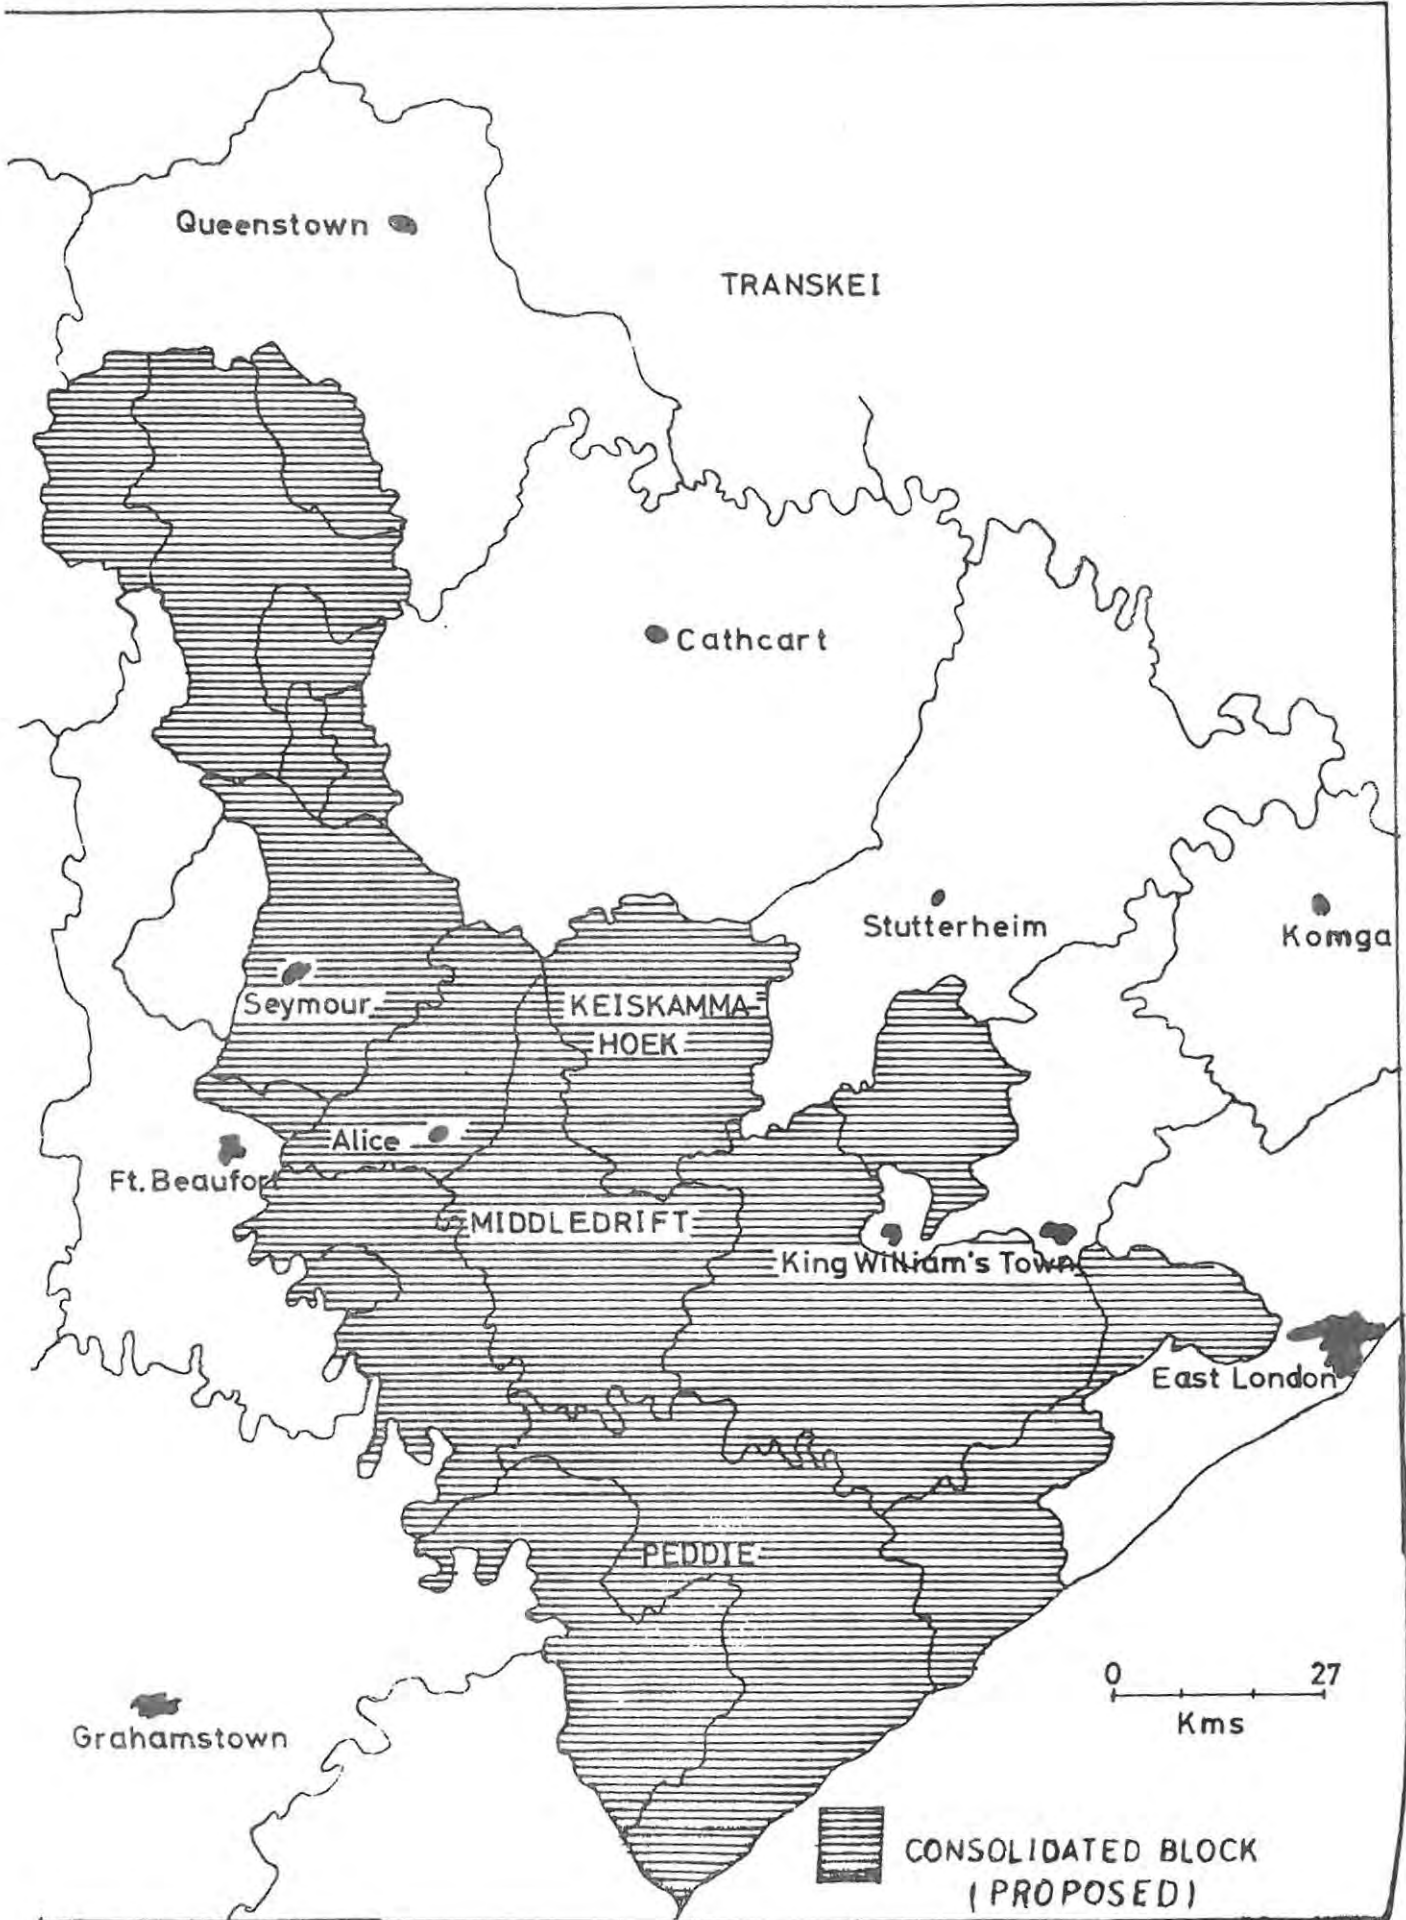 Queenstown
TRANSKEI
Cathcart
Stutterheim
Komga
Seymour
KEISKAMMA-
HOEK
Alice
Ft. Beaufort
MIDDLEDRIFT
King William's Town
East London
PEDDIE
0 27
Kms
Grahamstown
CONSOLIDATED BLOCK
(PROPOSED)